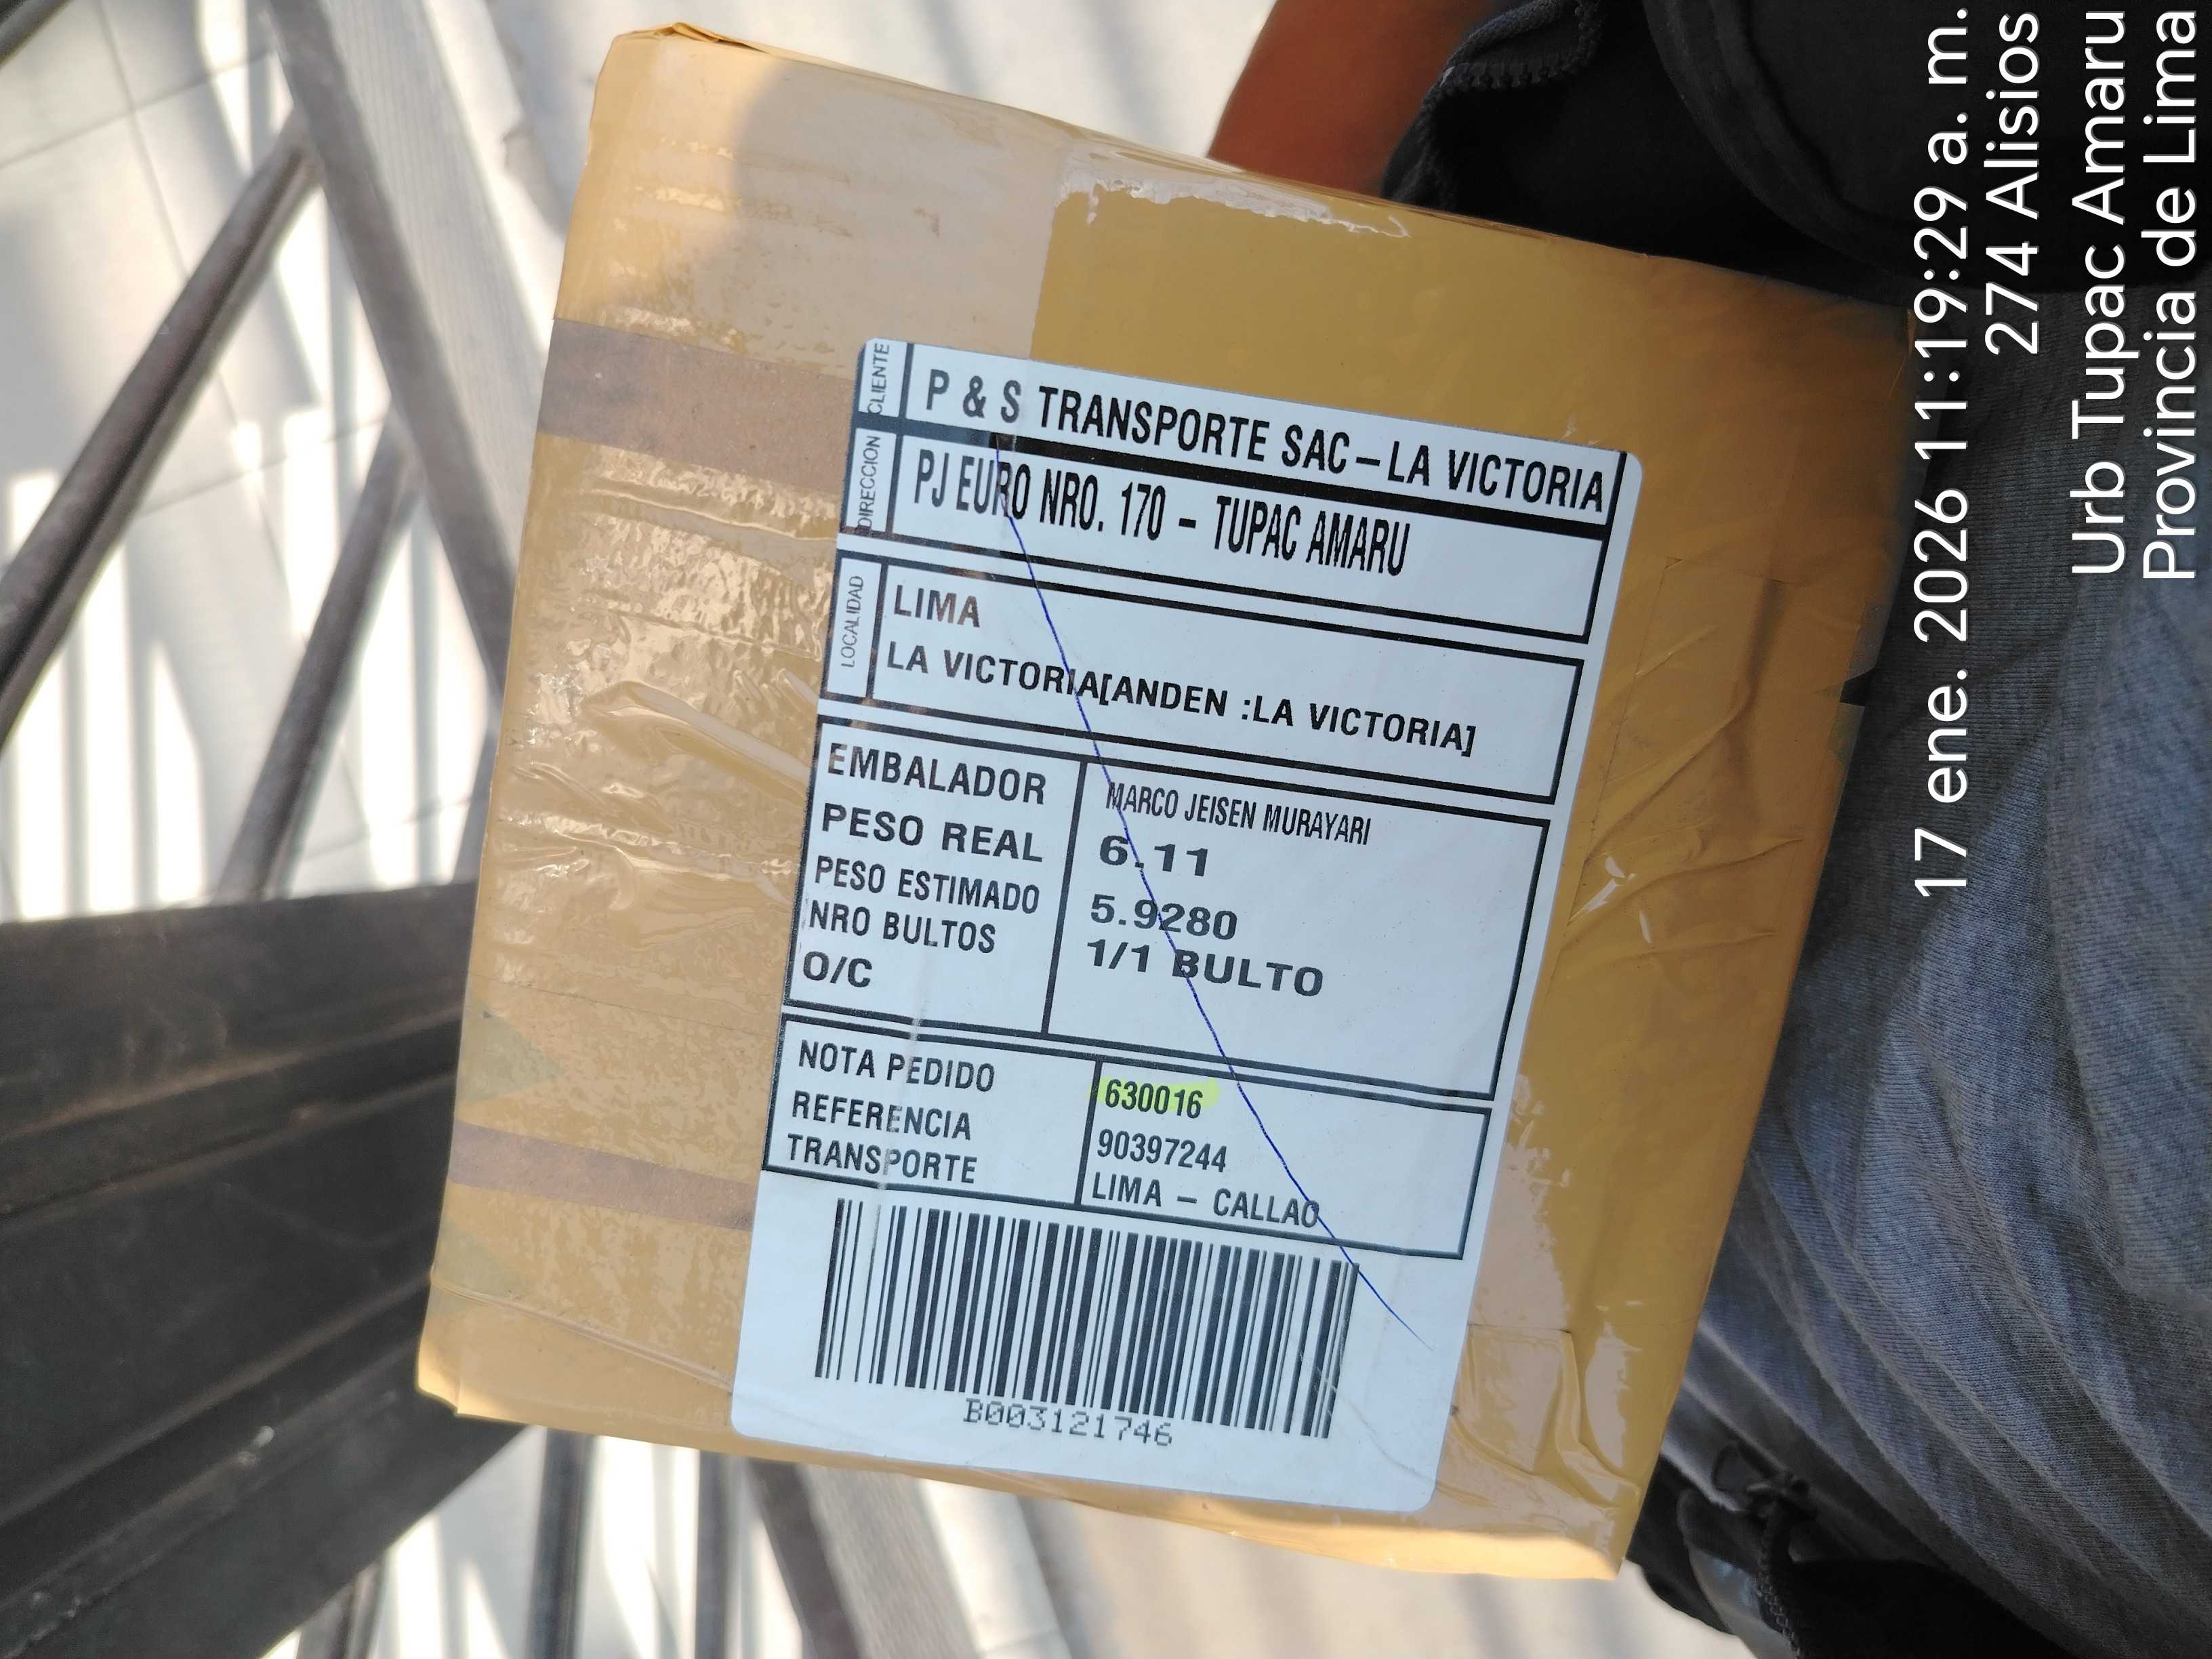 CLIENTE
P & S TRANSPORTE SAC-LA VICTORIA
DIRECCION
PJ EURO NRO. 170 - TUPAC AMARU
LOCALIDAD
LIMA
LA VICTORIA[ANDEN :LA VICTORIA]
EMBALADOR MARCO JEISEN MURAYARI
PESO REAL 6.11
PESO ESTIMADO 5.9280
NRO BULTOS 1/1 BULTO
O/C
NOTA PEDIDO 630016
REFERENCIA 90397244
TRANSPORTE LIMA - CALLAO
B003121746
17 ene. 2026 11:19:29 a. m.
274 Alisios
Urb Tupac Amaru
Provincia de Lima